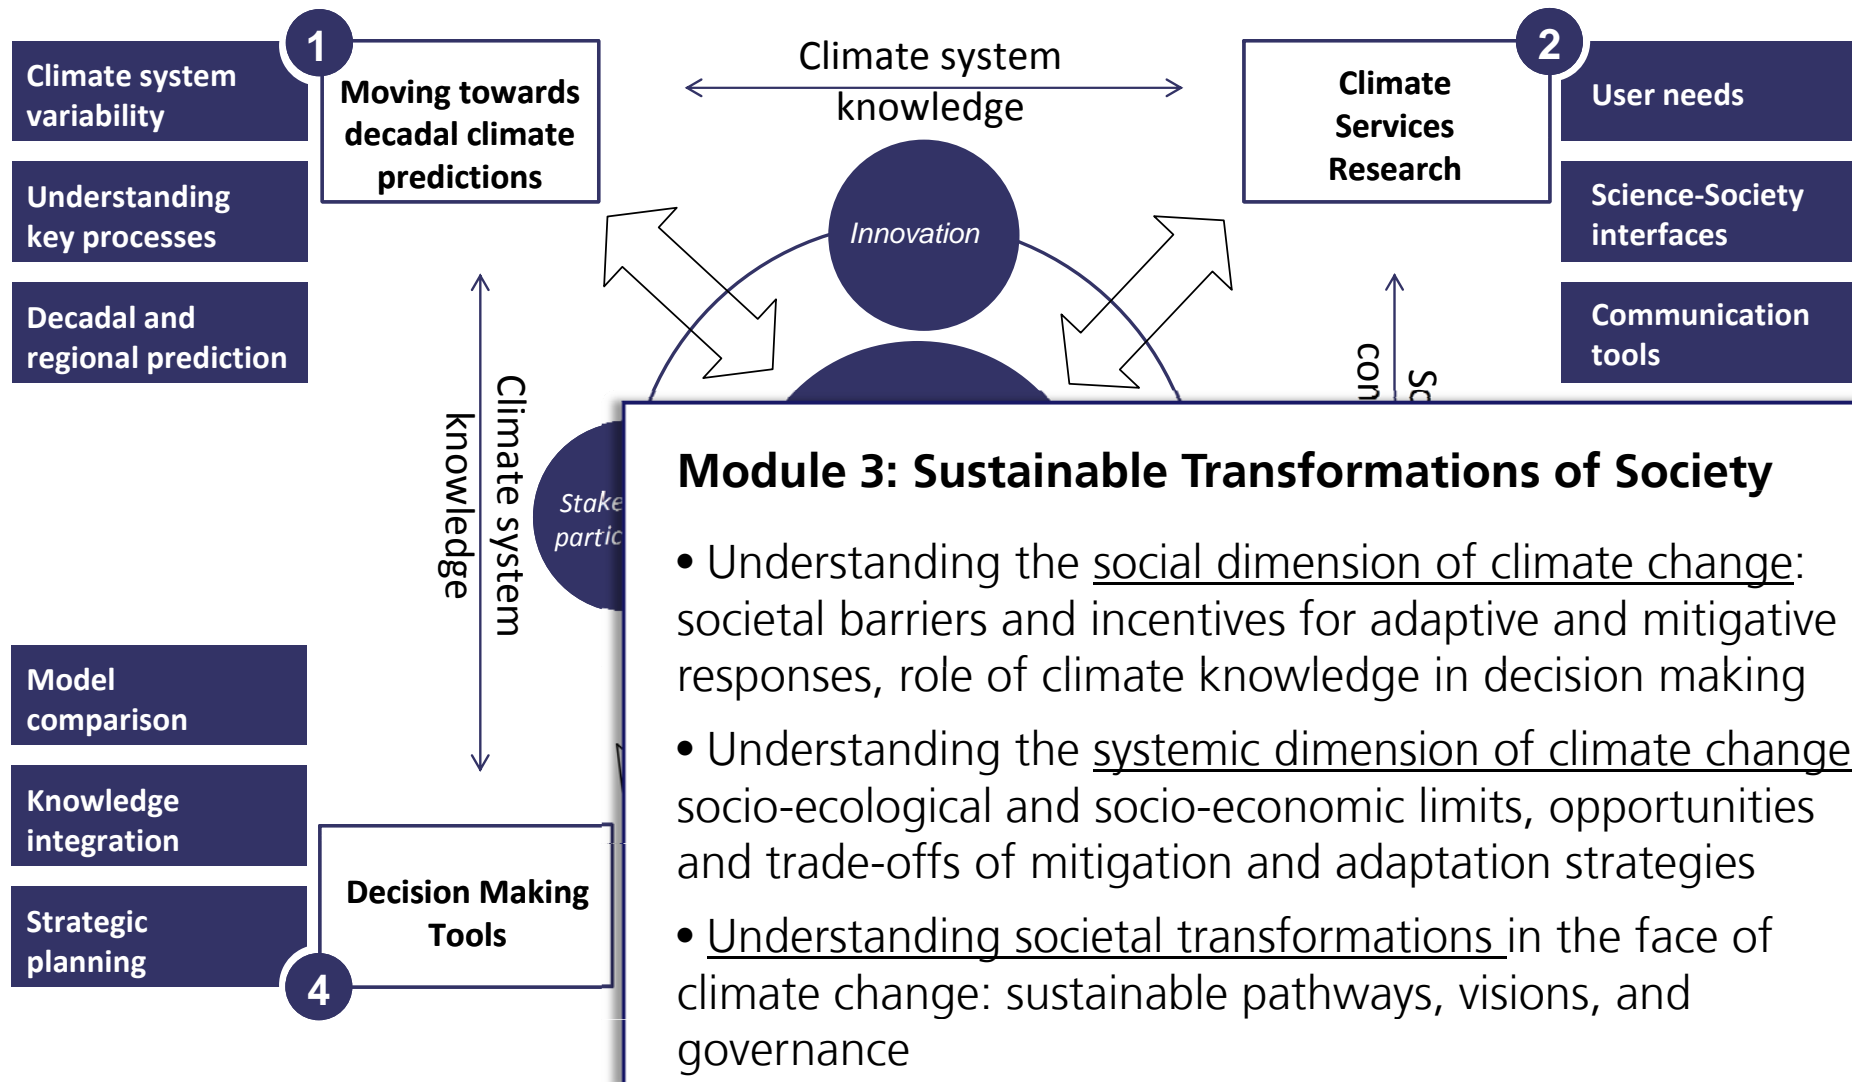 1
Moving towards
decadal climate
predictions
Climate system
variability
Understanding
key processes
Decadal and
regional prediction
Climate system
knowledge
2
Climate
Services
Research
User needs
Science-Society
interfaces
Communication
tools
Innovation
Climate system
knowledge
Model
comparison
Knowledge
integration
Strategic
planning
Decision Making
Tools
4
Module 3: Sustainable Transformations of Society
• Understanding the social dimension of climate change:
societal barriers and incentives for adaptive and mitigative
responses, role of climate knowledge in decision making
• Understanding the systemic dimension of climate change
socio-ecological and socio-economic limits, opportunities
and trade-offs of mitigation and adaptation strategies
• Understanding societal transformations in the face of
climate change: sustainable pathways, visions, and
governance